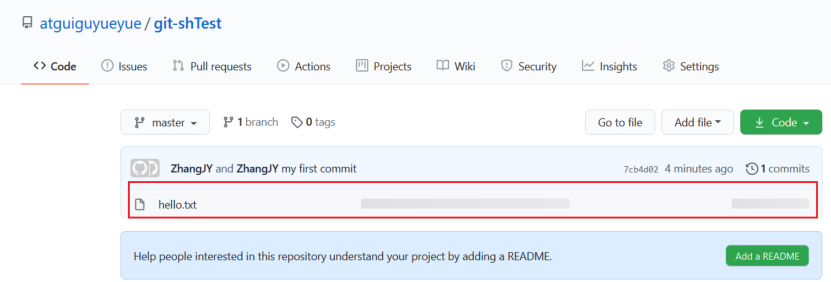 atguiguyueyue / git-shTest
Code Issues Pull requests Actions Projects Wiki Security Insights Settings
master 1 branch 0 tags Go to file Add file Code
ZhangJY and ZhangJY my first commit 7cb4d02 4 minutes ago 1 commits
hello.txt
Help people interested in this repository understand your project by adding a README. Add a README